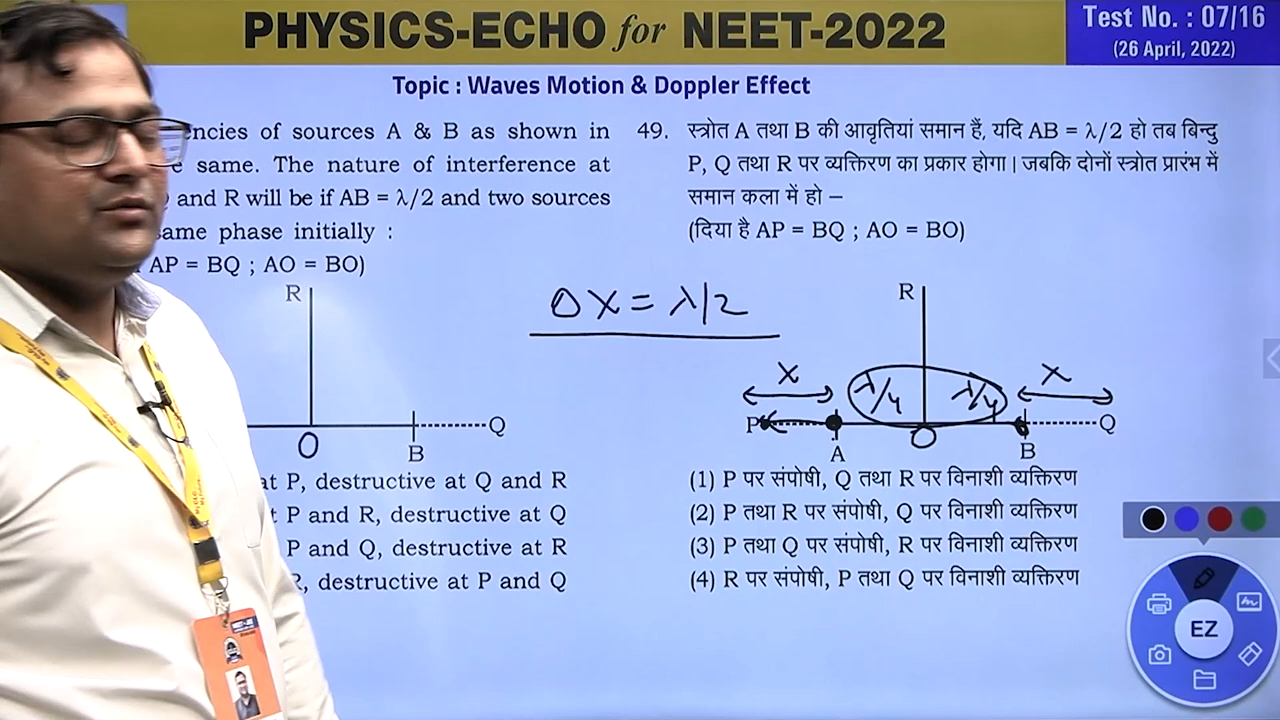 PHYSICS-ECHO for NEET-2022
Test No. : 07/16
(26 April, 2022)
Topic : Waves Motion & Doppler Effect
of sources A & B as shown in
same. The nature of interference at
and R will be if AB = λ/2 and two sources
phase initially :
AP = BQ ; AO = BO)
R
O
B
Q
at P, destructive at Q and R
P and R, destructive at Q
P and Q, destructive at R
R, destructive at P and Q
49. स्त्रोत A तथा B की आवृतियां समान हैं, यदि AB = λ/2 हो तब बिन्दु
P, Q तथा R पर व्यक्तिरण का प्रकार होगा। जबकि दोनों स्त्रोत प्रारंभ में
समान कला में हो –
(दिया है AP = BQ ; AO = BO)
Δx = λ/2
R
x
λ/4
λ/4
x
P
Q
A
O
B
(1) P पर संपोषी, Q तथा R पर विनाशी व्यक्तिरण
(2) P तथा R पर संपोषी, Q पर विनाशी व्यक्तिरण
(3) P तथा Q पर संपोषी, R पर विनाशी व्यक्तिरण
(4) R पर संपोषी, P तथा Q पर विनाशी व्यक्तिरण
EZ